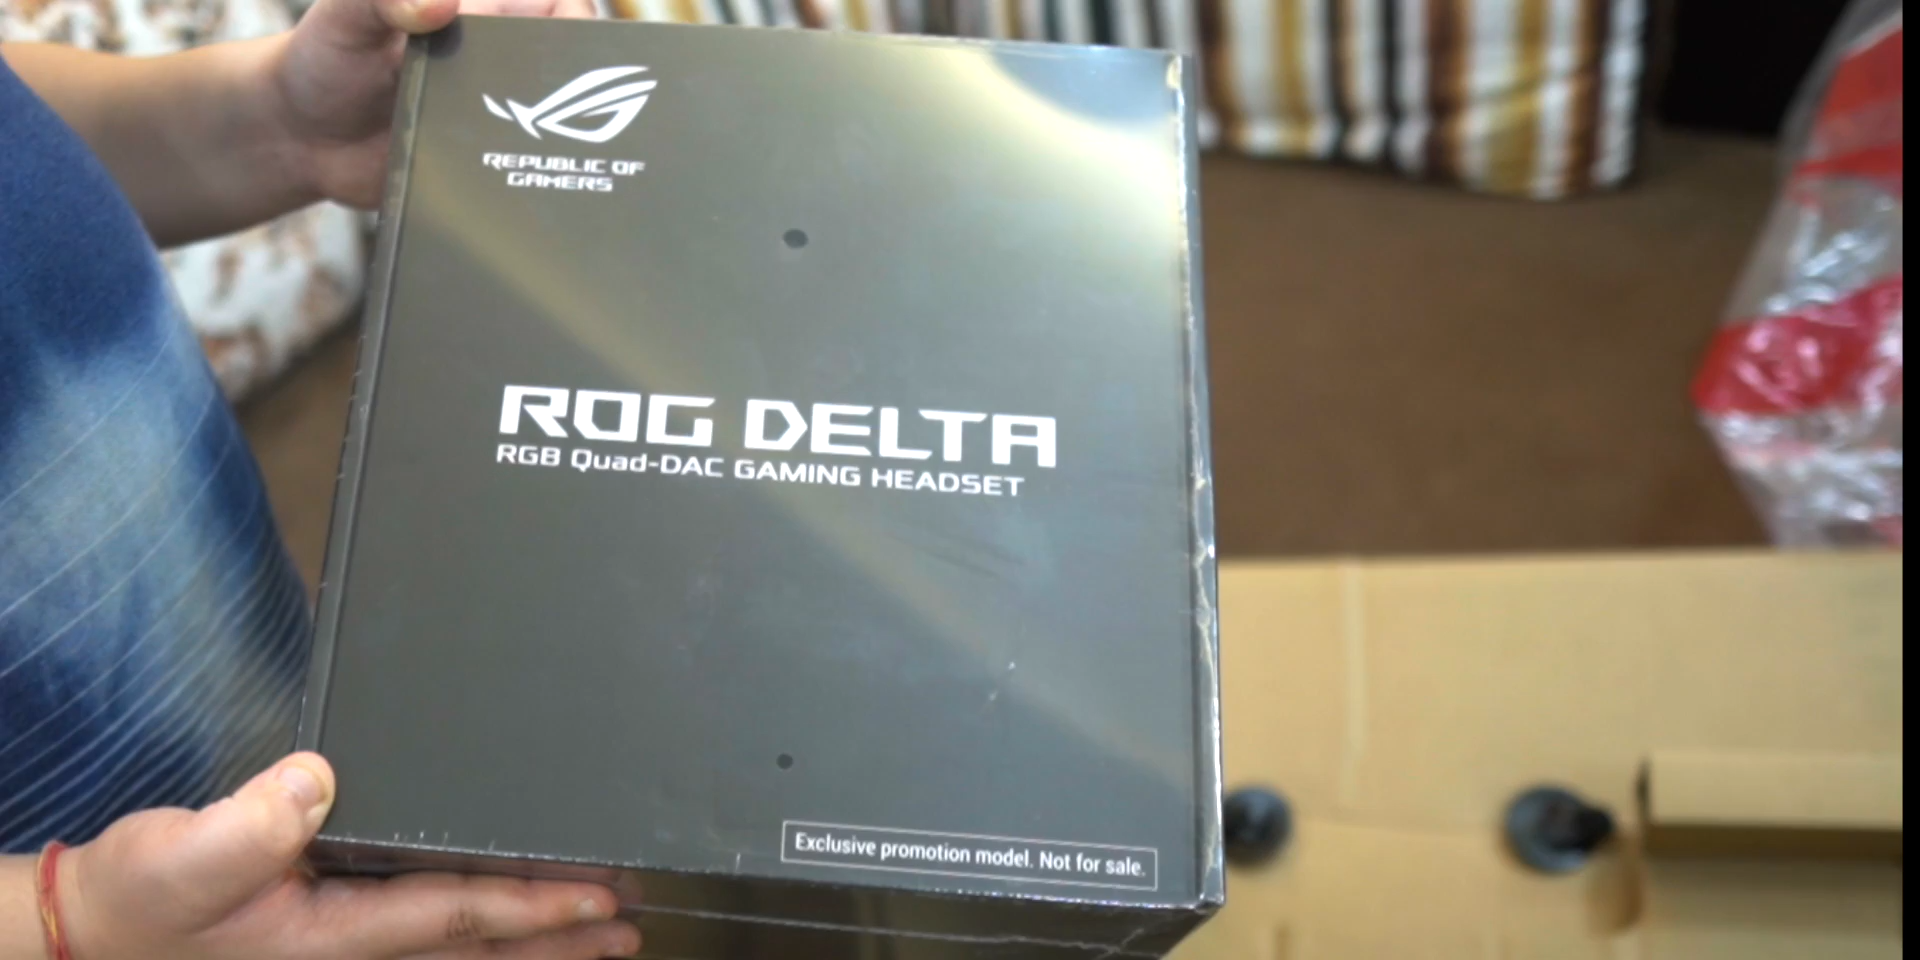 REPUBLIC OF
GAMERS
ROG DELTA
RGB Quad-DAC GAMING HEADSET
Exclusive promotion model. Not for sale.